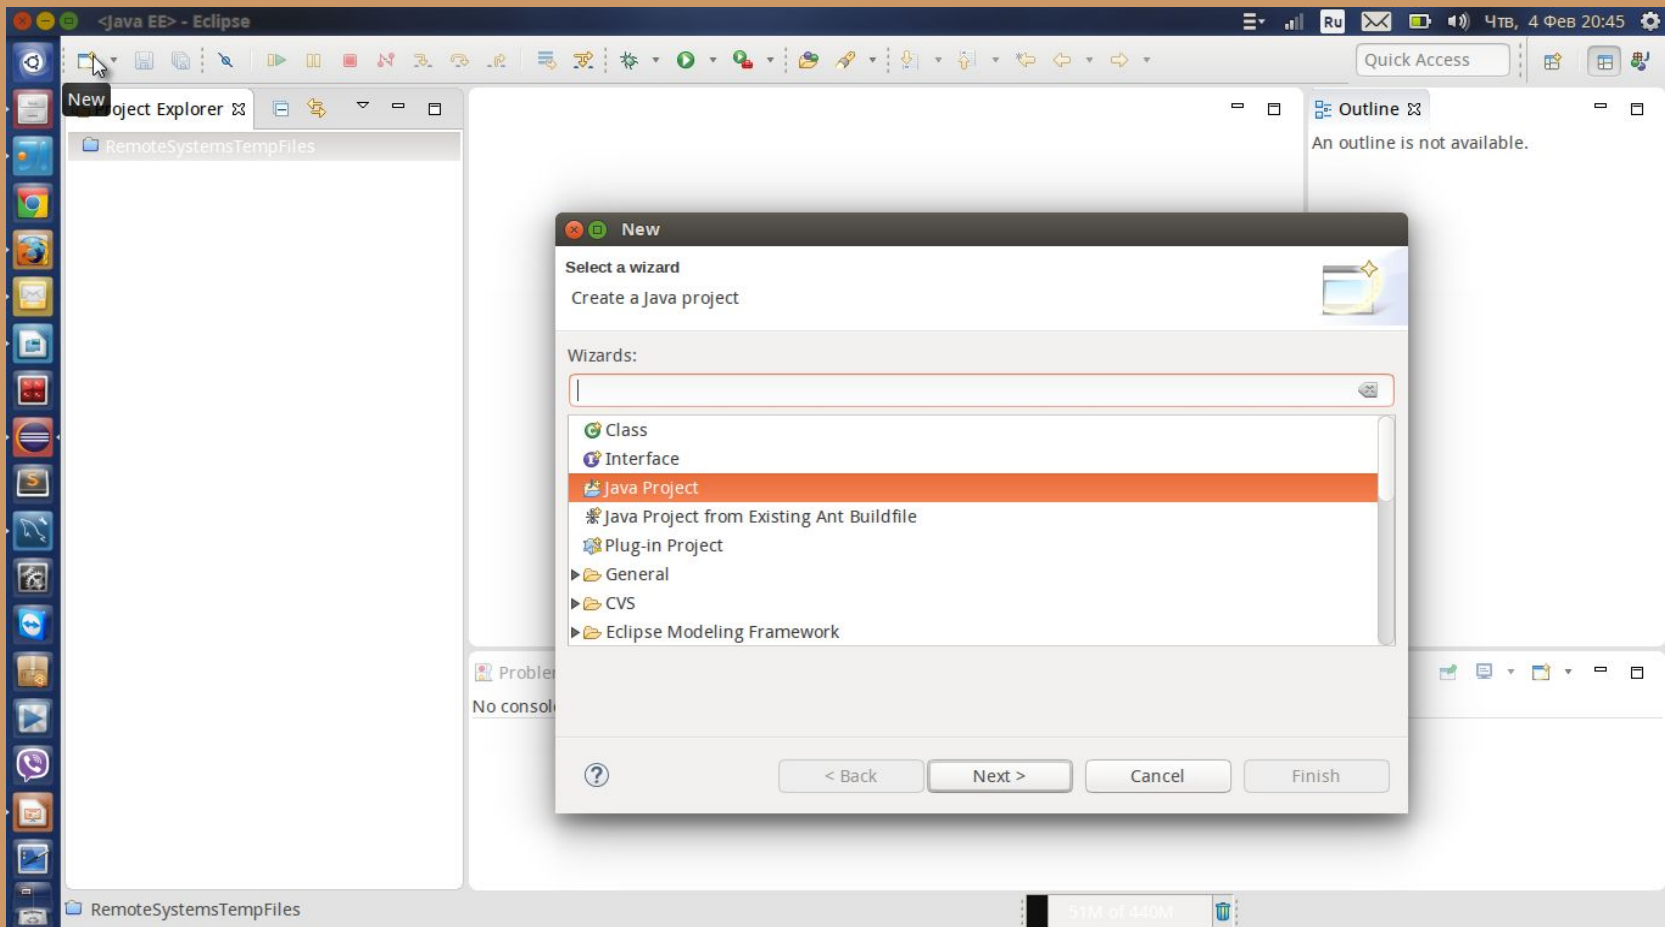 <Java EE> - Eclipse
Ru
Чтв, 4 Фев 20:45
Quick Access
New
oject Explorer
Outline
RemoteSystemsTempFiles
An outline is not available.
New
Select a wizard
Create a Java project
Wizards:
Class
Interface
Java Project
Java Project from Existing Ant Buildfile
Plug-in Project
General
CVS
Eclipse Modeling Framework
Proble
No consol
< Back
Next >
Cancel
Finish
RemoteSystemsTempFiles
51M of 440M